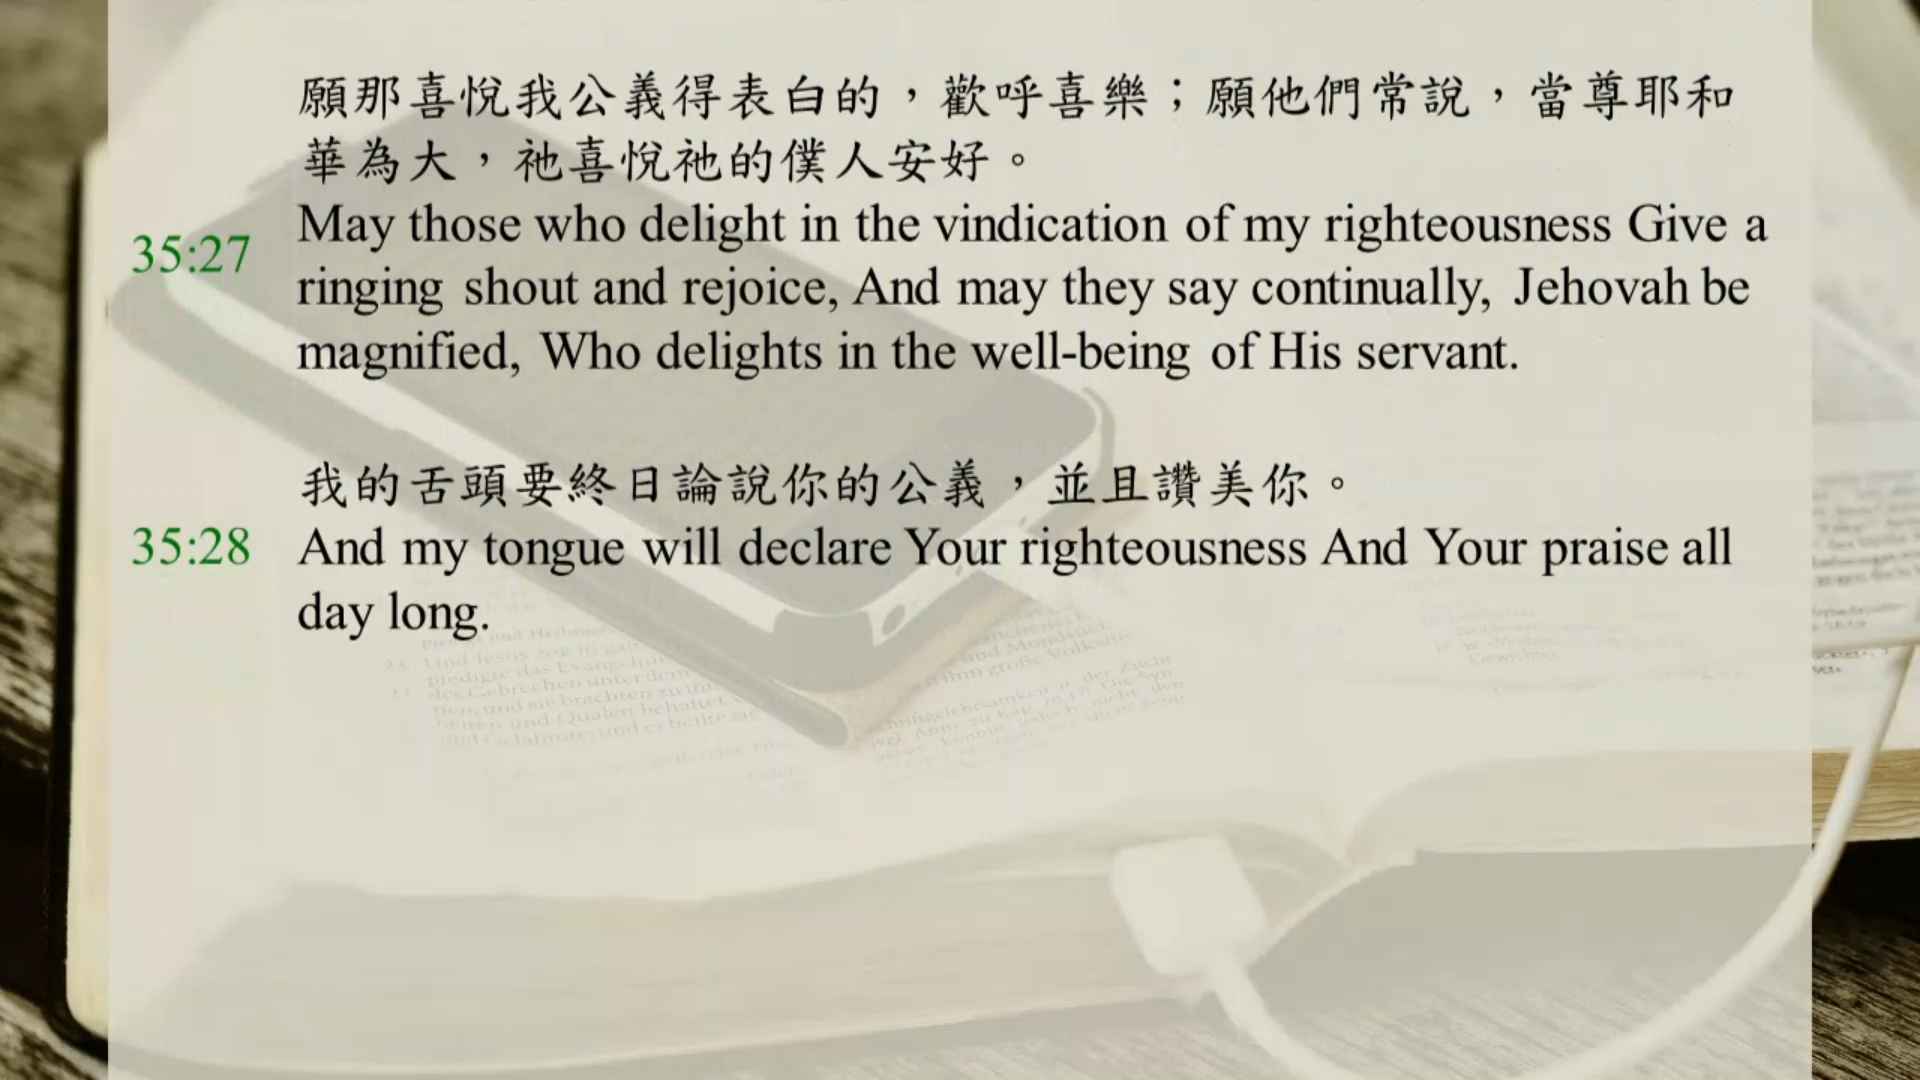 願那喜悅我公義得表白的，歡呼喜樂；願他們常說，當尊耶和
華為大，祂喜悅祂的僕人安好。
35:27 May those who delight in the vindication of my righteousness Give a
ringing shout and rejoice, And may they say continually, Jehovah be
magnified, Who delights in the well-being of His servant.
我的舌頭要終日論說你的公義，並且讚美你。
35:28 And my tongue will declare Your righteousness And Your praise all
day long.